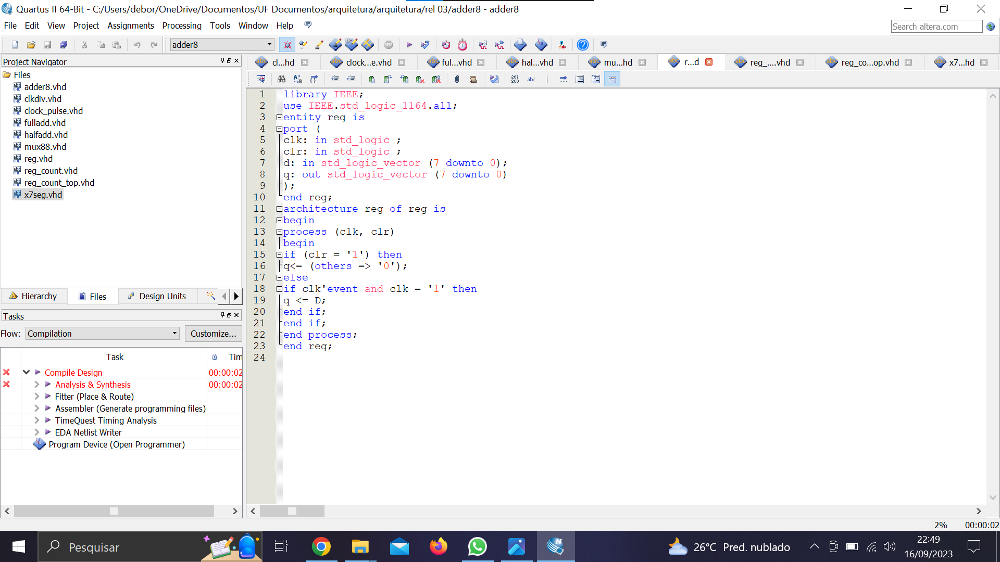 Quartus II 64-Bit - C:/Users/debor/OneDrive/Documentos/UF Documentos/arquitetura/arquitetura/rel 03/adder8 - adder8
File Edit View Project Assignments Processing Tools Window Help
Search altera.com
adder8
Project Navigator
Files
adder8.vhd
clkdiv.vhd
clock_pulse.vhd
fulladd.vhd
halfadd.vhd
mux88.vhd
reg.vhd
reg_count.vhd
reg_count_top.vhd
x7seg.vhd
Hierarchy Files Design Units
Tasks
Flow: Compilation Customize...
Task Tim
Compile Design 00:00:02
Analysis & Synthesis 00:00:02
Fitter (Place & Route)
Assembler (Generate programming files)
TimeQuest Timing Analysis
EDA Netlist Writer
Program Device (Open Programmer)
cl...hd clock...e.vhd ful...vhd hal...vhd mu...hd r...d reg_....vhd reg_co...op.vhd x7...hd
267
268 ab/
1 library IEEE;
2 use IEEE.std_logic_1164.all;
3 entity reg is
4 port (
5 clk: in std_logic ;
6 clr: in std_logic ;
7 d: in std_logic_vector (7 downto 0);
8 q: out std_logic_vector (7 downto 0)
9 );
10 end reg;
11 architecture reg of reg is
12 begin
13 process (clk, clr)
14 begin
15 if (clr = '1') then
16 q<= (others => '0');
17 else
18 if clk'event and clk = '1' then
19 q <= D;
20 end if;
21 end if;
22 end process;
23 end reg;
24
2% 00:00:02
Pesquisar
26°C Pred. nublado
22:49
16/09/2023